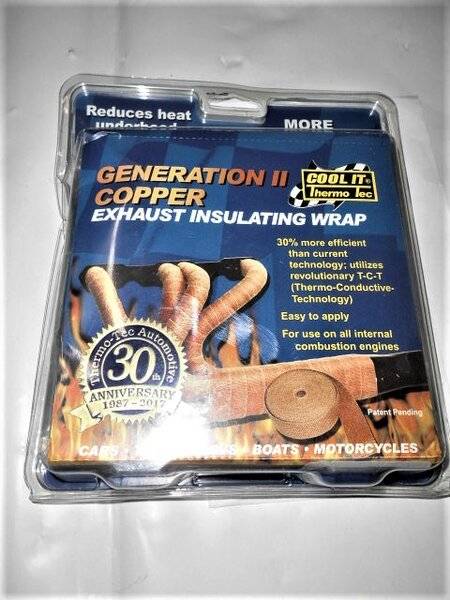 Reduces heat
underhood
MORE
GENERATION II
COPPER
EXHAUST INSULATING WRAP
COOL IT®
Thermo Tec
30% more efficient
than current
technology; utilizes
revolutionary T-C-T
(Thermo-Conductive-
Technology)
Easy to apply
For use on all internal
combustion engines
Thermo-Tec Automotive
30th
ANNIVERSARY
1987 - 2017
Patent Pending
CARS •
• BOATS • MOTORCYCLES